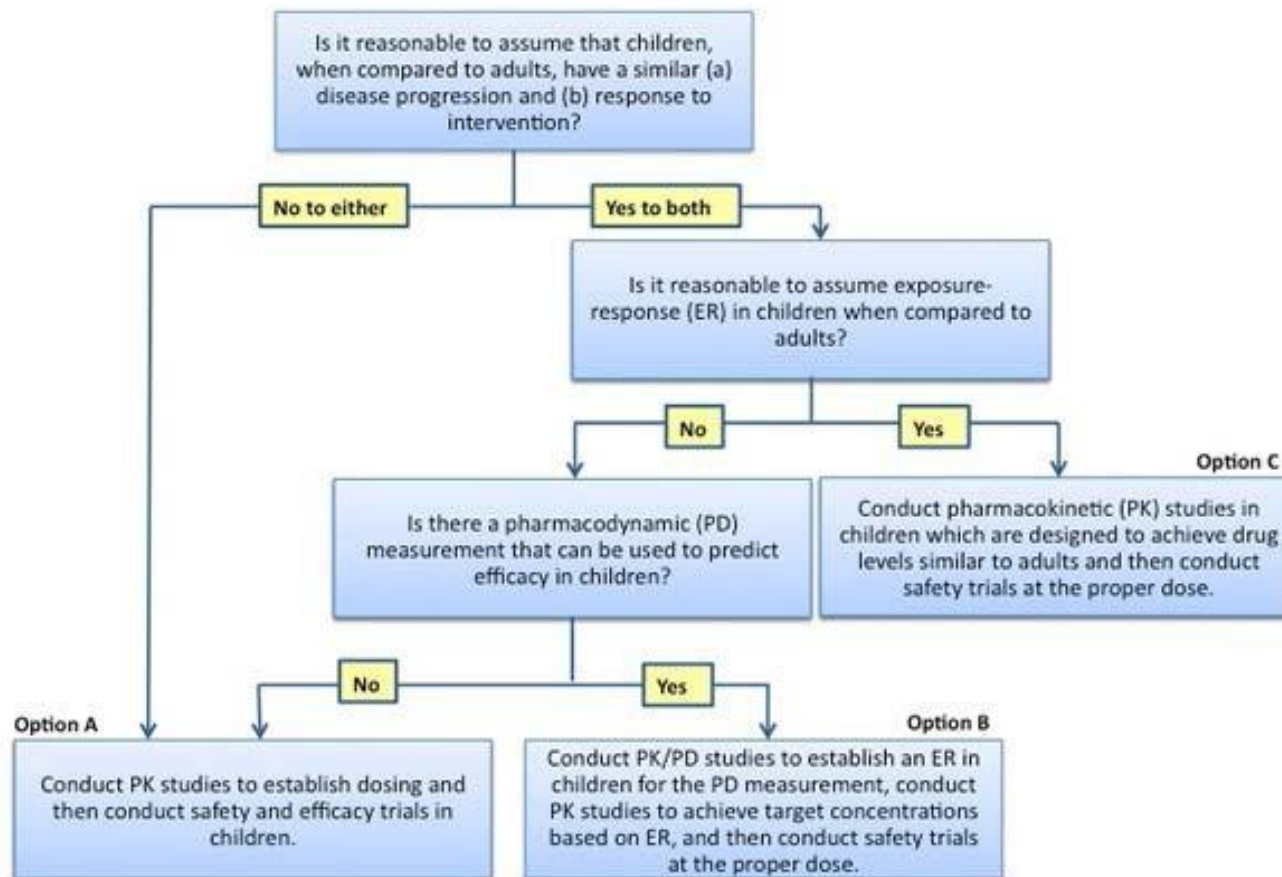 Is it reasonable to assume that children,
when compared to adults, have a similar (a)
disease progression and (b) response to
intervention?
No to either
Yes to both
Is it reasonable to assume exposure-
response (ER) in children when compared to
adults?
No
Yes
Option C
Is there a pharmacodynamic (PD)
measurement that can be used to predict
efficacy in children?
Conduct pharmacokinetic (PK) studies in
children which are designed to achieve drug
levels similar to adults and then conduct
safety trials at the proper dose.
No
Yes
Option A
Conduct PK studies to establish dosing and
then conduct safety and efficacy trials in
children.
Option B
Conduct PK/PD studies to establish an ER in
children for the PD measurement, conduct
PK studies to achieve target concentrations
based on ER, and then conduct safety trials
at the proper dose.